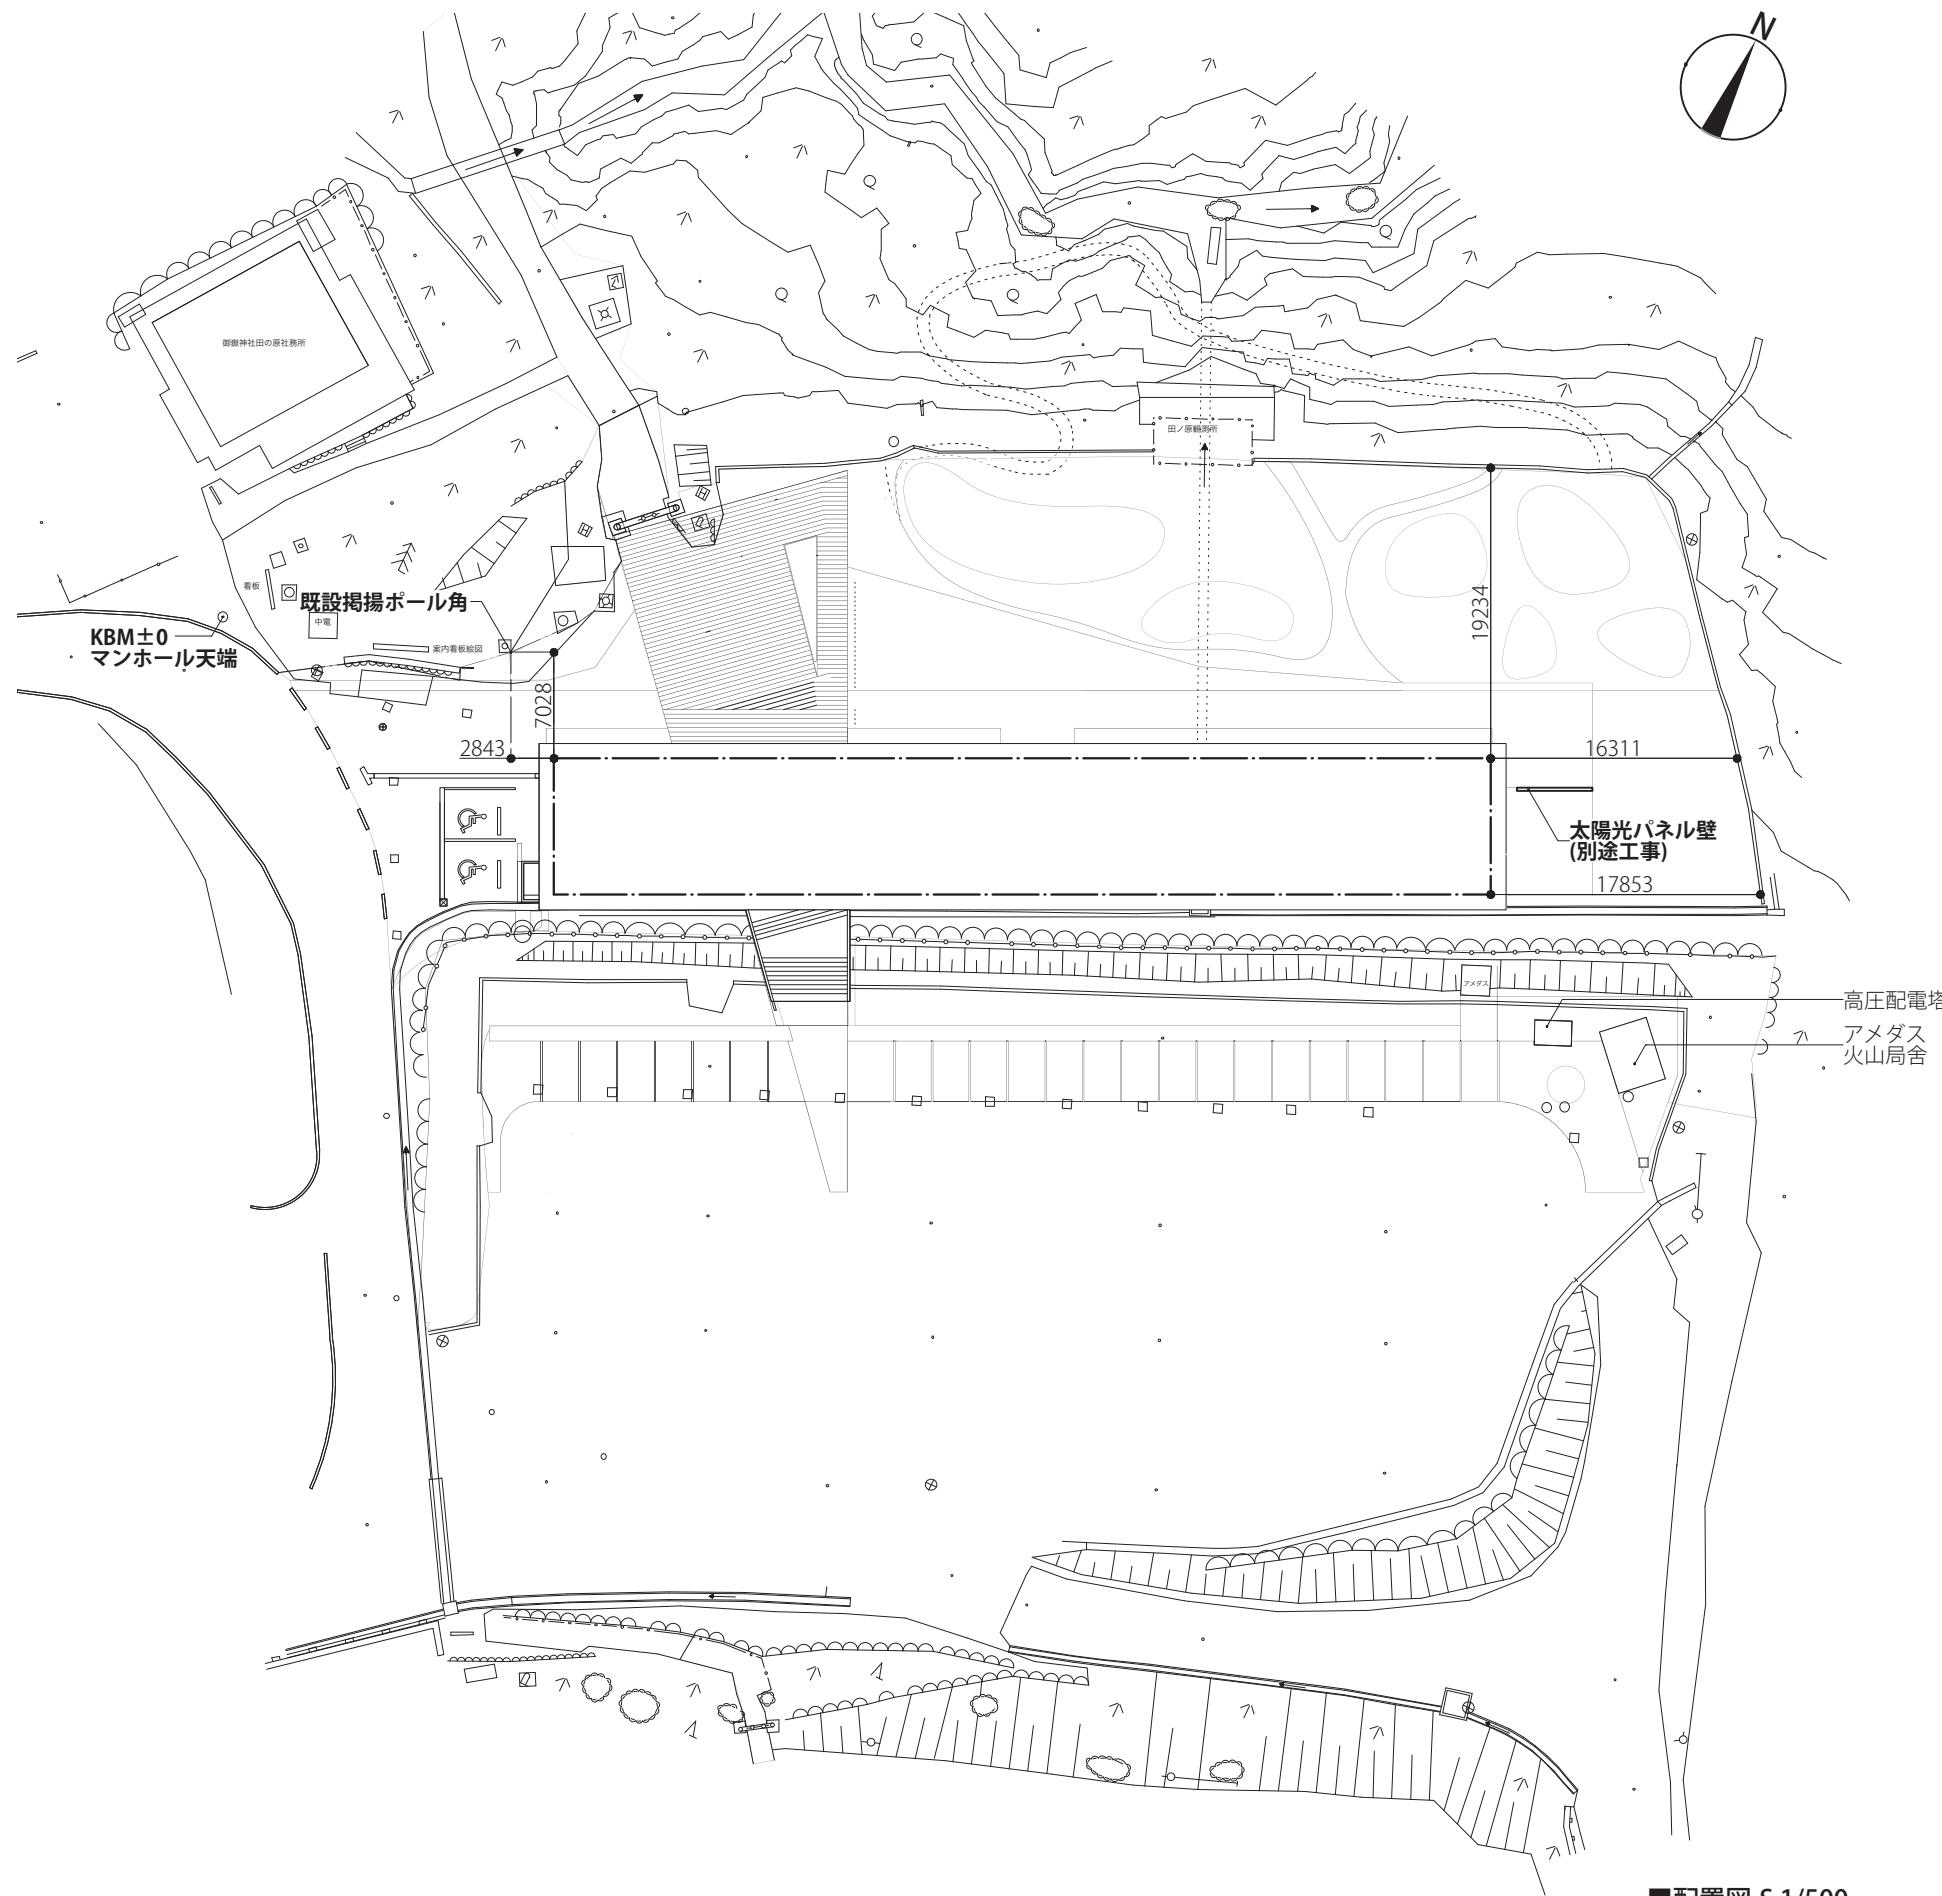 N
御嶽神社田の原社務所
田ノ原観測所
看板
既設掲揚ポール角
中電
KBM±0
マンホール天端
案内看板絵図
19234
7028
2843
16311
太陽光パネル壁
(別途工事)
17853
アメダス
高圧配電塔
アメダス
火山局舎
■配置図 S 1/500